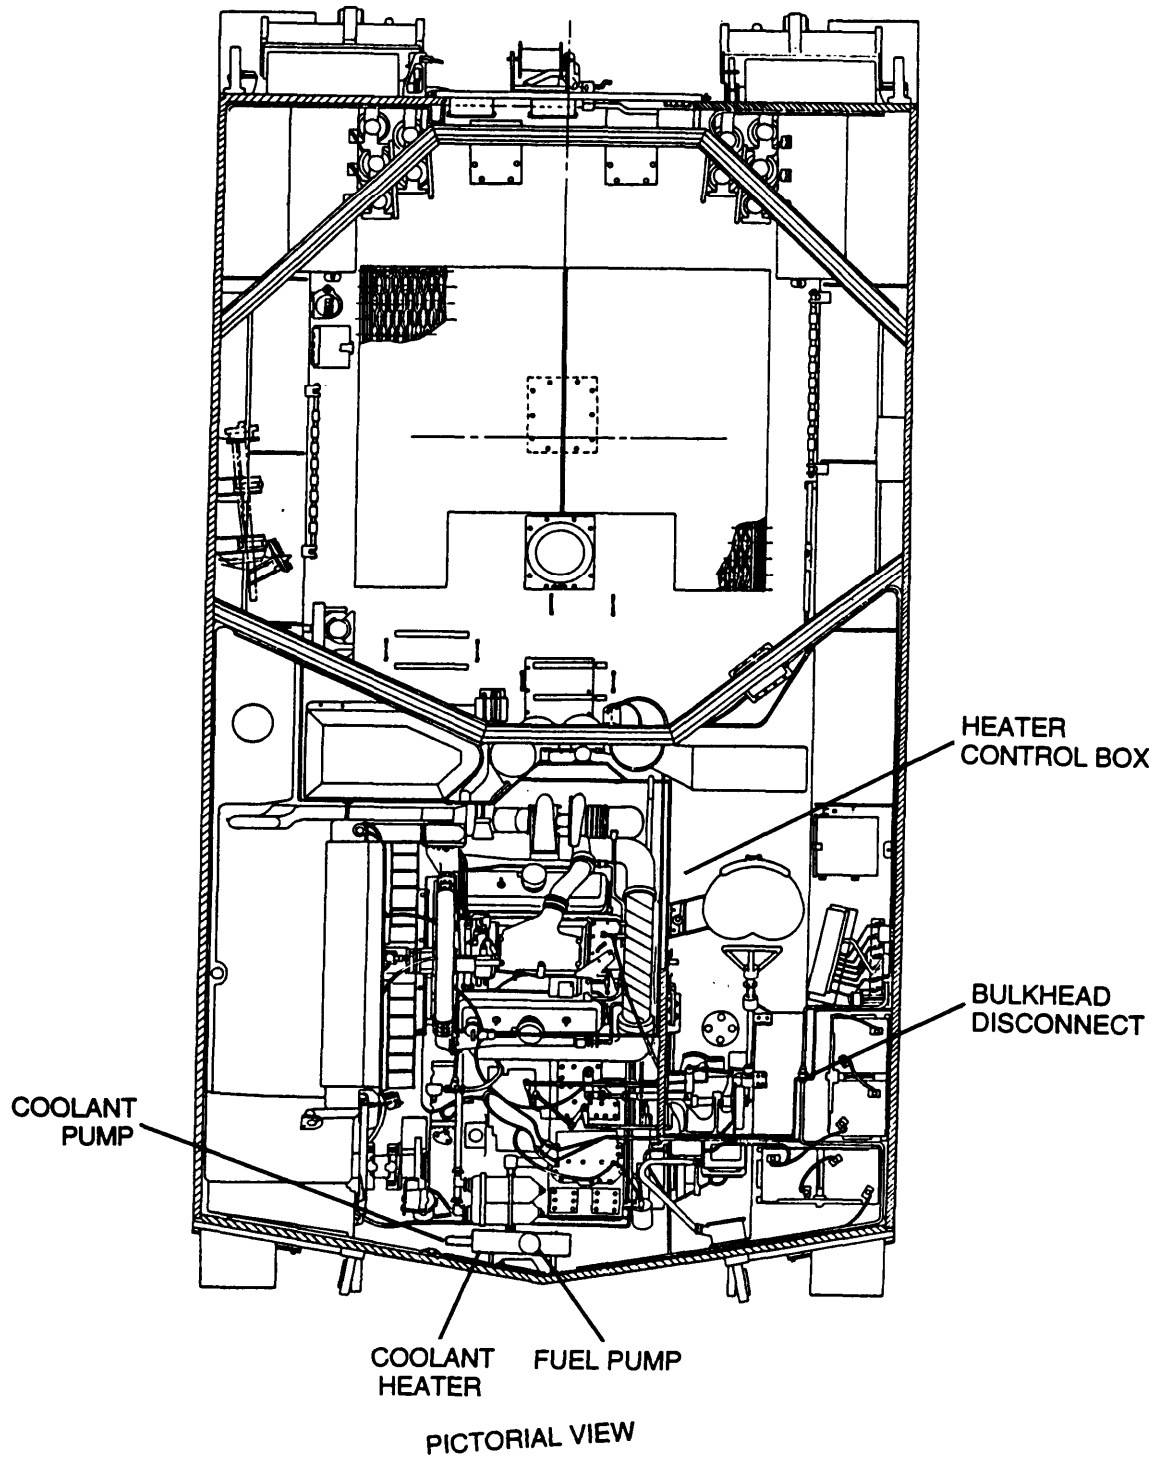 HEATER
CONTROL BOX
BULKHEAD
DISCONNECT
COOLANT
PUMP
COOLANT
HEATER
FUEL PUMP
PICTORIAL VIEW